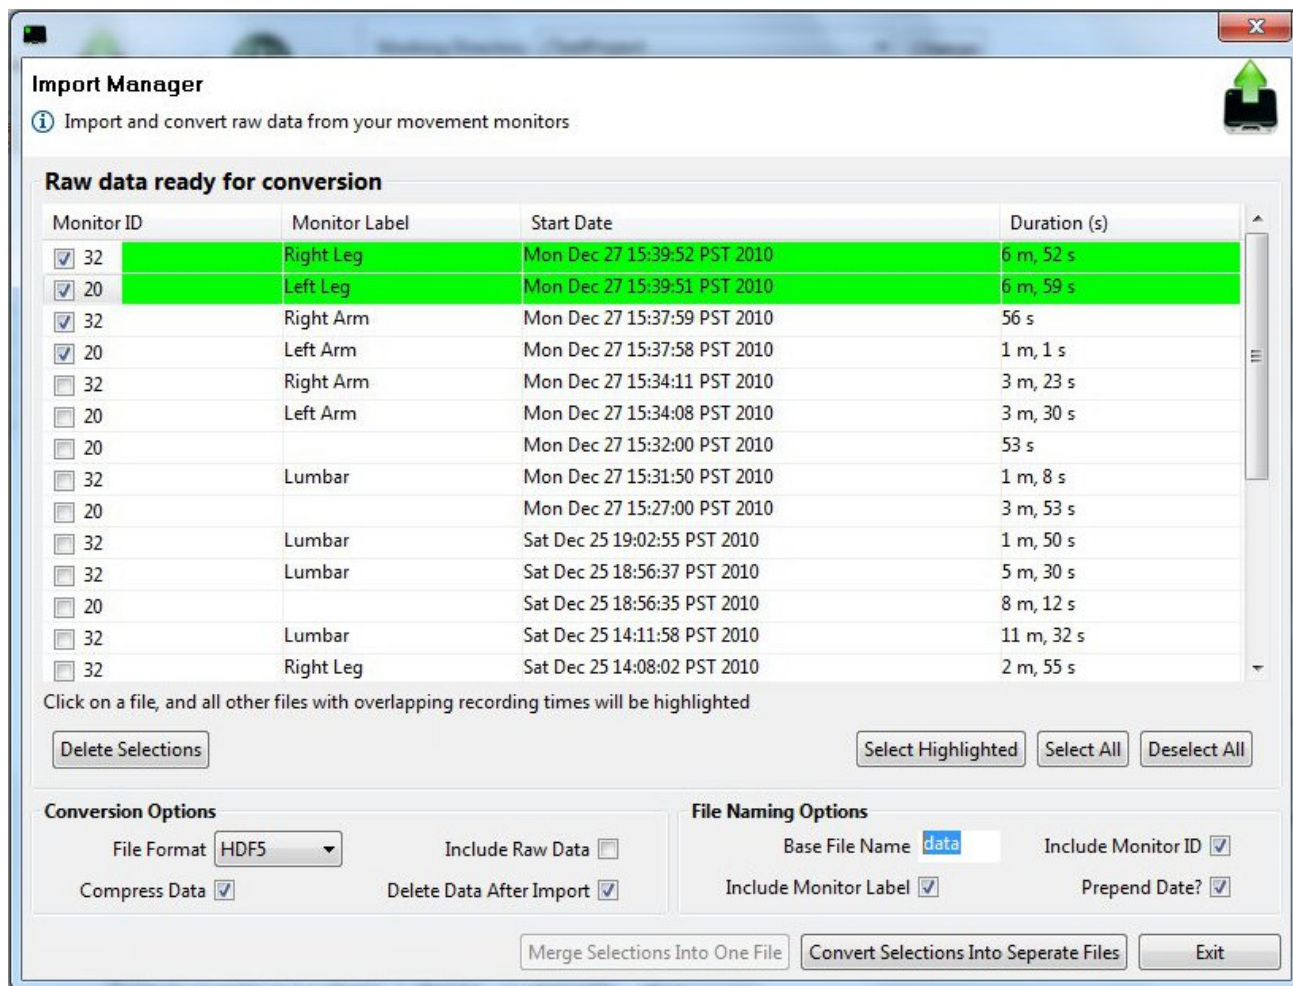 Import Manager
Import and convert raw data from your movement monitors
Raw data ready for conversion
Monitor ID Monitor Label Start Date Duration (s)
32 Right Leg Mon Dec 27 15:39:52 PST 2010 6 m, 52 s
20 Left Leg Mon Dec 27 15:39:51 PST 2010 6 m, 59 s
32 Right Arm Mon Dec 27 15:37:59 PST 2010 56 s
20 Left Arm Mon Dec 27 15:37:58 PST 2010 1 m, 1 s
32 Right Arm Mon Dec 27 15:34:11 PST 2010 3 m, 23 s
20 Left Arm Mon Dec 27 15:34:08 PST 2010 3 m, 30 s
20 Mon Dec 27 15:32:00 PST 2010 53 s
32 Lumbar Mon Dec 27 15:31:50 PST 2010 1 m, 8 s
20 Mon Dec 27 15:27:00 PST 2010 3 m, 53 s
32 Lumbar Sat Dec 25 19:02:55 PST 2010 1 m, 50 s
32 Lumbar Sat Dec 25 18:56:37 PST 2010 5 m, 30 s
20 Sat Dec 25 18:56:35 PST 2010 8 m, 12 s
32 Lumbar Sat Dec 25 14:11:58 PST 2010 11 m, 32 s
32 Right Leg Sat Dec 25 14:08:02 PST 2010 2 m, 55 s
Click on a file, and all other files with overlapping recording times will be highlighted
Delete Selections Select Highlighted Select All Deselect All
Conversion Options File Naming Options
File Format HDF5 Include Raw Data Base File Name data Include Monitor ID
Compress Data Delete Data After Import Include Monitor Label Prepend Date?
Merge Selections Into One File Convert Selections Into Seperate Files Exit